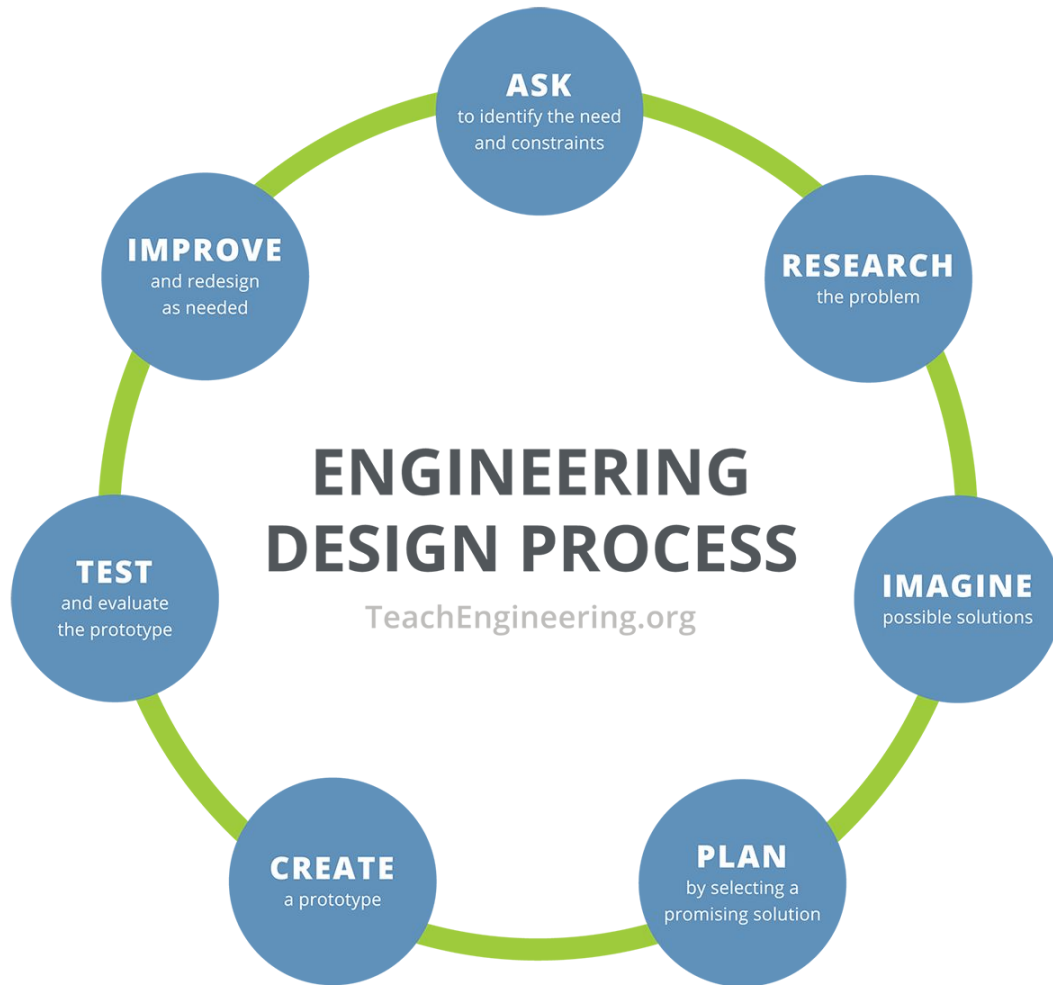 ASK
to identify the need
and constraints
RESEARCH
the problem
IMAGINE
possible solutions
PLAN
by selecting a
promising solution
CREATE
a prototype
TEST
and evaluate
the prototype
IMPROVE
and redesign
as needed
ENGINEERING
DESIGN PROCESS
TeachEngineering.org